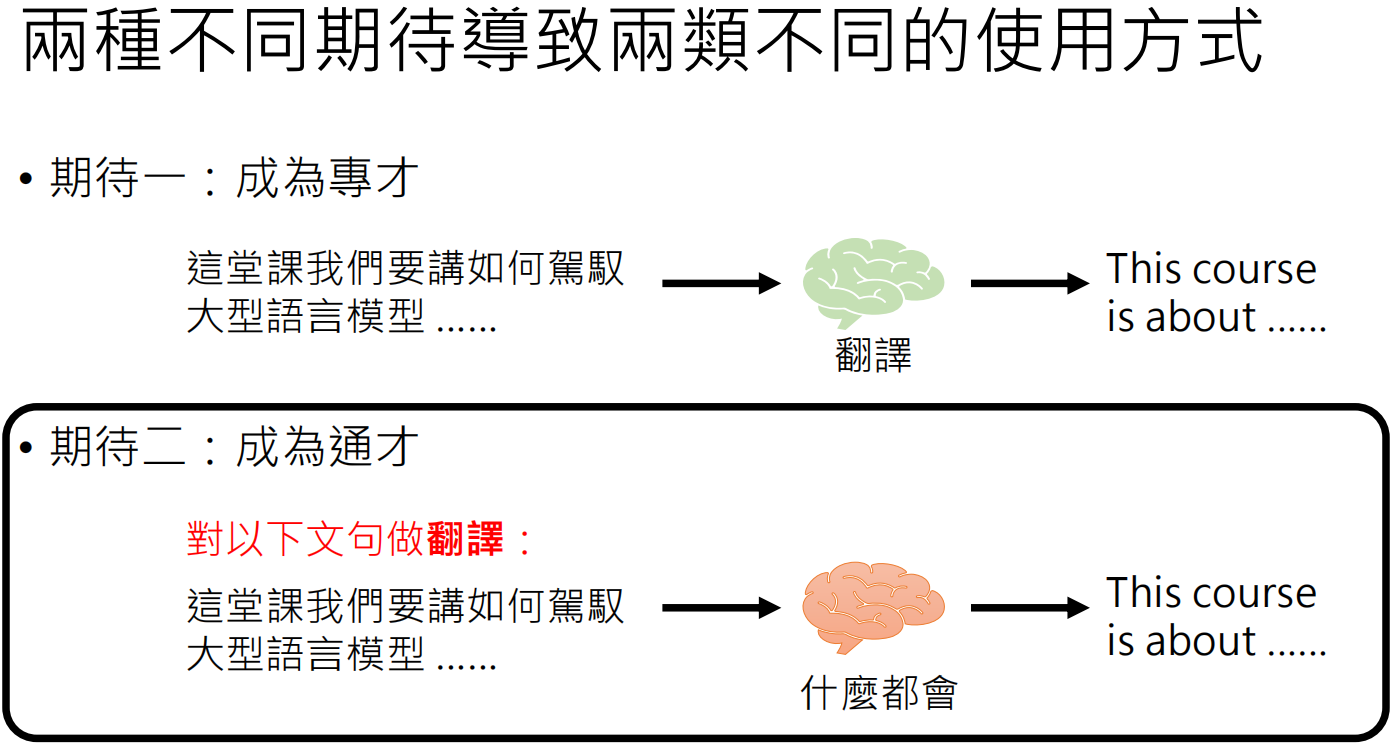 兩種不同期待導致兩類不同的使用方式
• 期待一：成為專才
這堂課我們要講如何駕馭
大型語言模型 ......
翻譯
This course
is about ......
• 期待二：成為通才
對以下文句做翻譯：
這堂課我們要講如何駕馭
大型語言模型 ......
什麼都會
This course
is about ......